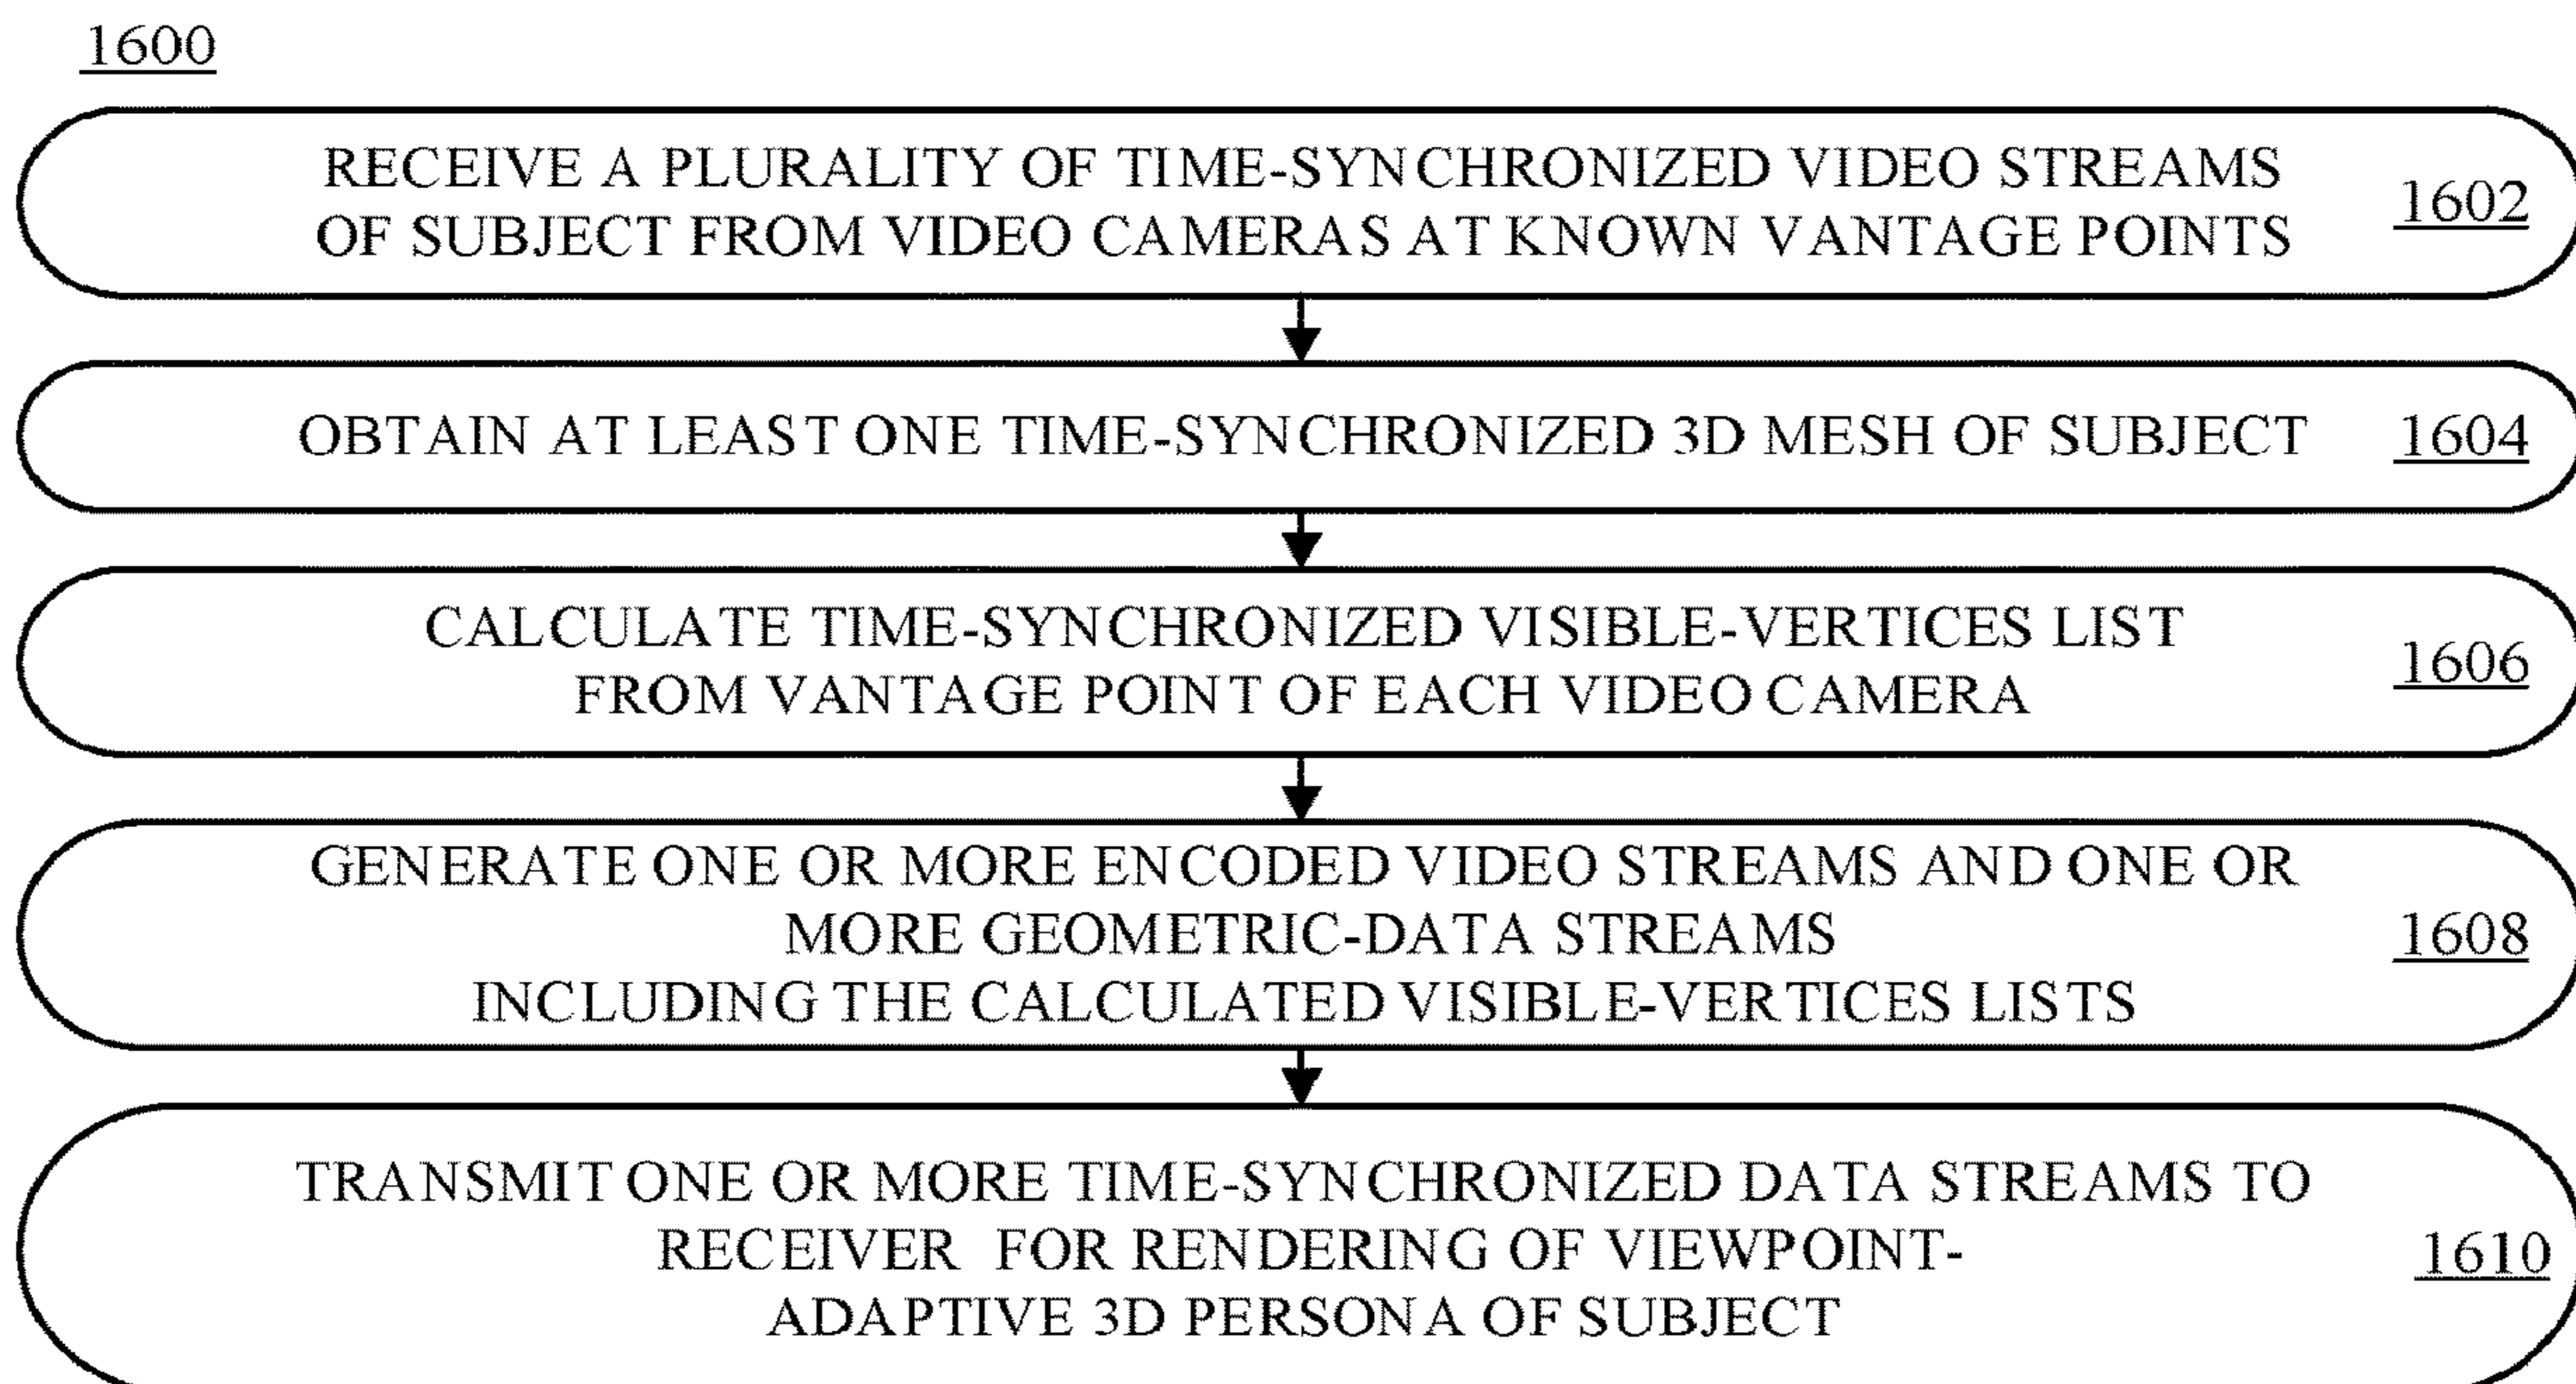 1600
RECEIVE A PLURALITY OF TIME-SYNCHRONIZED VIDEO STREAMS
OF SUBJECT FROM VIDEO CAMERAS AT KNOWN VANTAGE POINTS
1602
OBTAIN AT LEAST ONE TIME-SYNCHRONIZED 3D MESH OF SUBJECT
1604
CALCULATE TIME-SYNCHRONIZED VISIBLE-VERTICES LIST
FROM VANTAGE POINT OF EACH VIDEO CAMERA
1606
GENERATE ONE OR MORE ENCODED VIDEO STREAMS AND ONE OR
MORE GEOMETRIC-DATA STREAMS
INCLUDING THE CALCULATED VISIBLE-VERTICES LISTS
1608
TRANSMIT ONE OR MORE TIME-SYNCHRONIZED DATA STREAMS TO
RECEIVER FOR RENDERING OF VIEWPOINT-
ADAPTIVE 3D PERSONA OF SUBJECT
1610